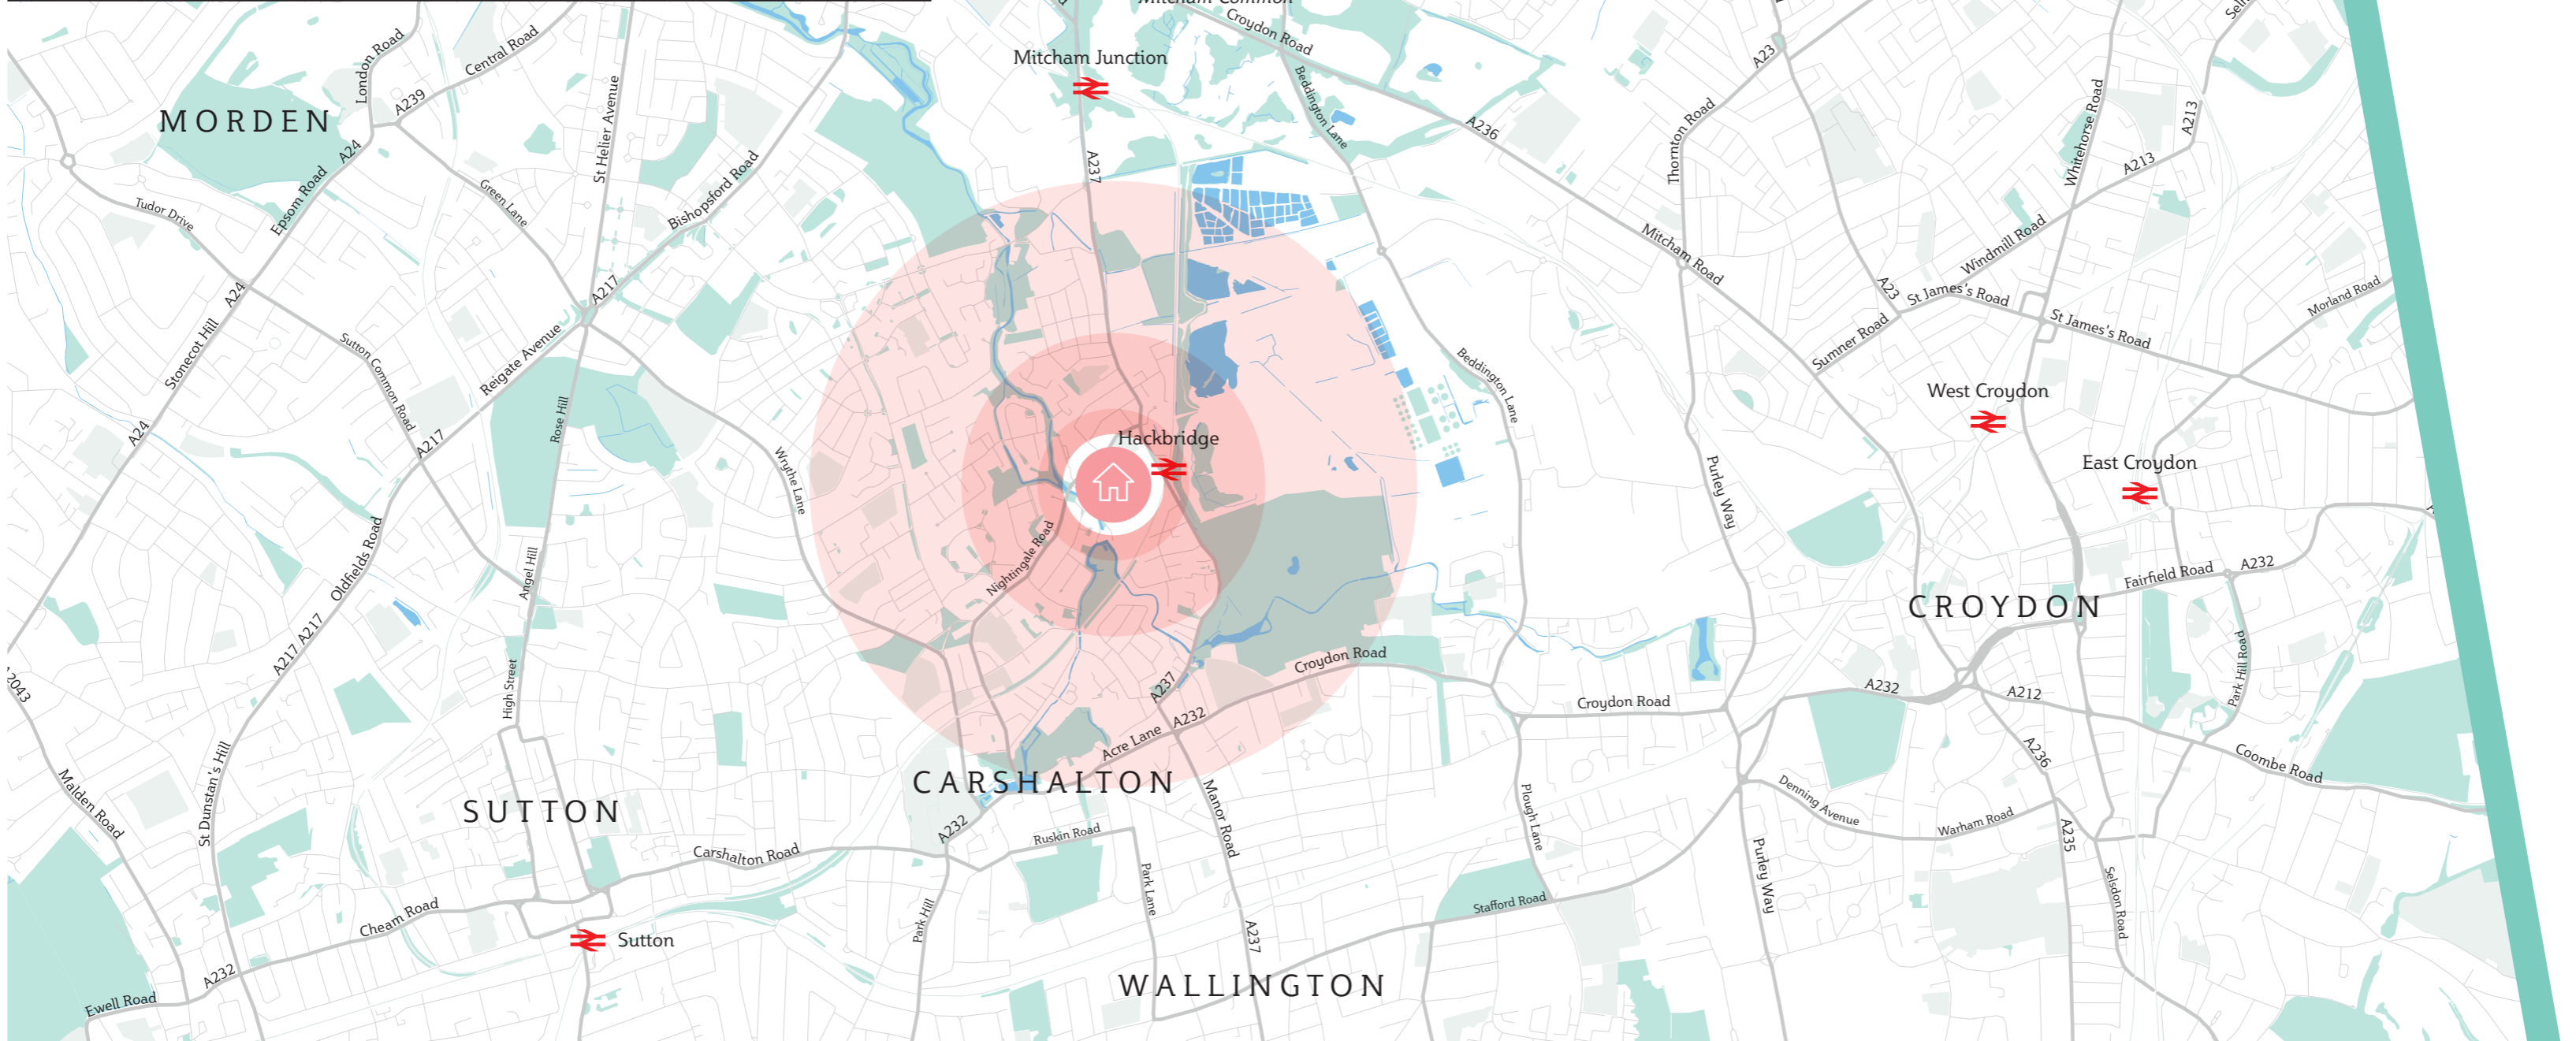 Mitcham Common
Croydon Road
Mitcham Junction
London Road
Central Road
A23
A239
St Helier Avenue
Beddington Lane
MORDEN
A24
Epsom Road
Green Lane
Tudor Drive
Bishopsford Road
A237
A236
Thornton Road
Whitehorse Road
A213
A213
Windmill Road
Mitcham Road
A24
A217
A23
St James's Road
St James's Road
Morland Road
Stonecot Hill
Sutton Common Road
Reigate Avenue
Sumner Road
Beddington Lane
West Croydon
A24
A217
Rose Hill
Wrythe Lane
Hackbridge
East Croydon
Purley Way
Oldfields Road
Angel Hill
Nightingale Road
Fairfield Road
A232
CROYDON
A217
A217
High Street
A237
Croydon Road
Park Hill Road
2043
A232
Croydon Road
A232
A212
Acre Lane
A236
Coombe Road
St Dunstan's Hill
Malden Road
SUTTON
CARSHALTON
Manor Road
Plough Lane
Denning Avenue
Warham Road
A235
A232
Ruskin Road
Carshalton Road
Park Lane
Purley Way
Selsdon Road
Cheam Road
Park Hill
Stafford Road
Sutton
A237
A232
Ewell Road
WALLINGTON